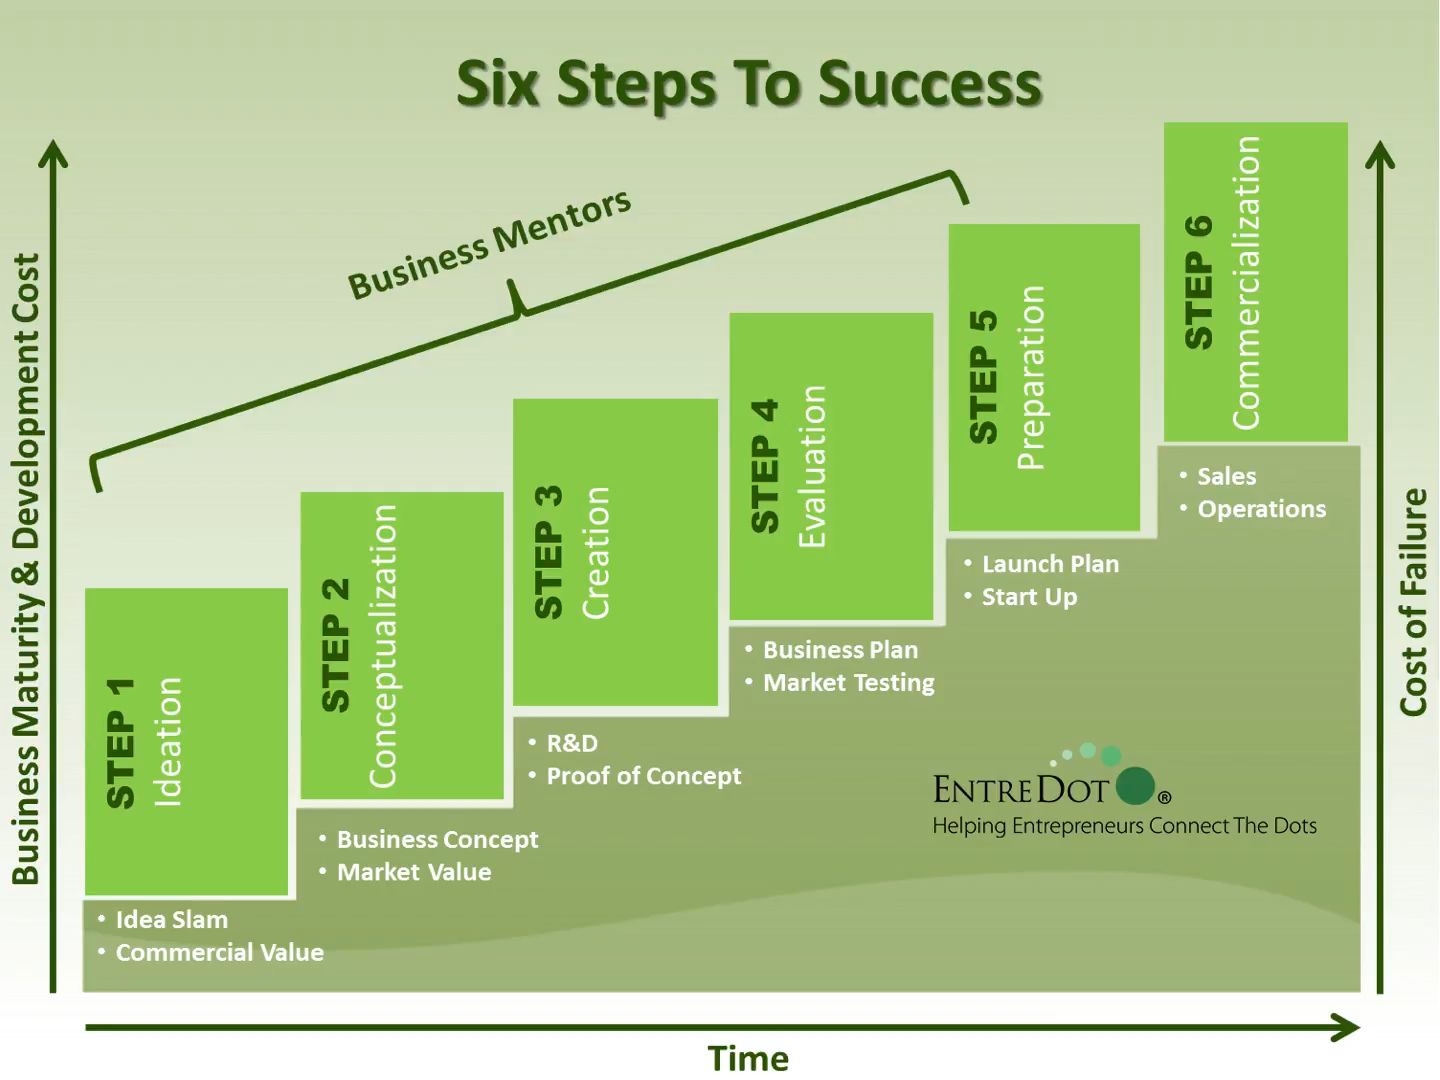 Six Steps To Success
Business Maturity & Development Cost
Business Mentors
STEP 1
Ideation
• Idea Slam
• Commercial Value
STEP 2
Conceptualization
• Business Concept
• Market Value
STEP 3
Creation
• R&D
• Proof of Concept
STEP 4
Evaluation
• Business Plan
• Market Testing
STEP 5
Preparation
• Launch Plan
• Start Up
STEP 6
Commercialization
• Sales
• Operations
Cost of Failure
ENTREDOT®
Helping Entrepreneurs Connect The Dots
Time